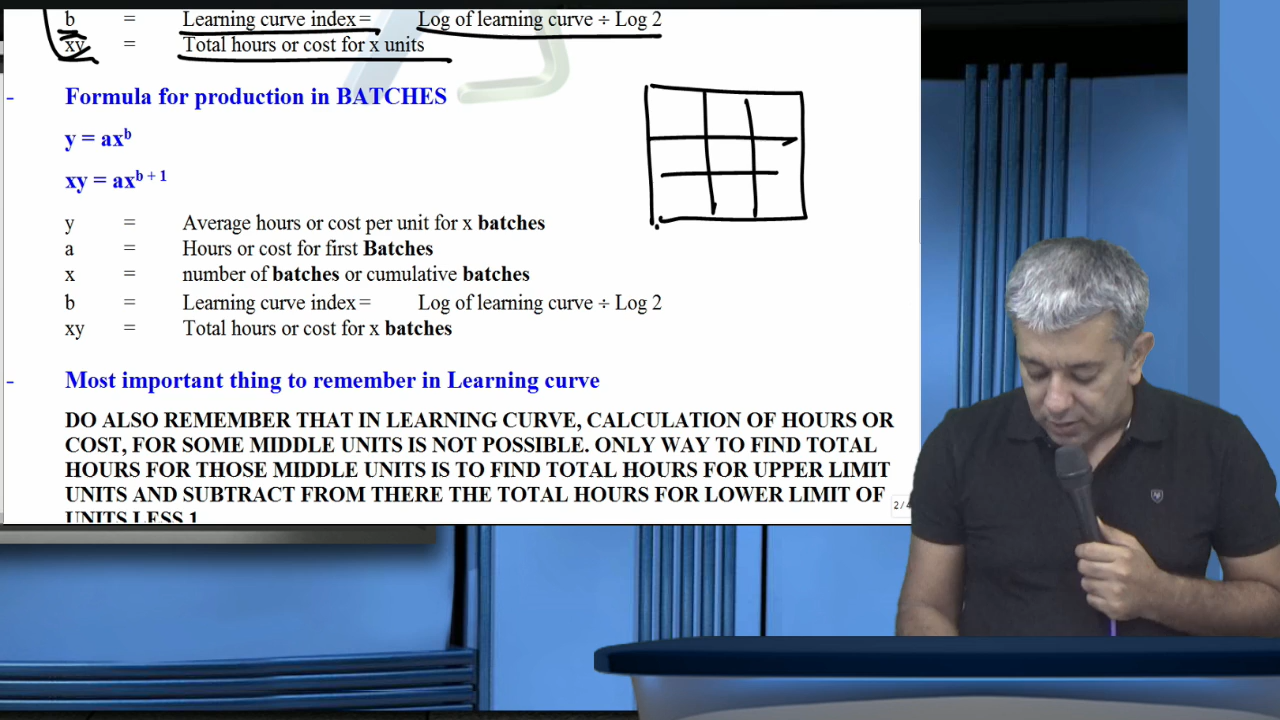 b = Learning curve index = Log of learning curve ÷ Log 2
xy = Total hours or cost for x units
- Formula for production in BATCHES
y = ax^b
xy = ax^b + 1
y = Average hours or cost per unit for x batches
a = Hours or cost for first Batches
x = number of batches or cumulative batches
b = Learning curve index = Log of learning curve ÷ Log 2
xy = Total hours or cost for x batches
- Most important thing to remember in Learning curve
DO ALSO REMEMBER THAT IN LEARNING CURVE, CALCULATION OF HOURS OR
COST, FOR SOME MIDDLE UNITS IS NOT POSSIBLE. ONLY WAY TO FIND TOTAL
HOURS FOR THOSE MIDDLE UNITS IS TO FIND TOTAL HOURS FOR UPPER LIMIT
UNITS AND SUBTRACT FROM THERE THE TOTAL HOURS FOR LOWER LIMIT OF
UNITS LESS 1
2 / 4